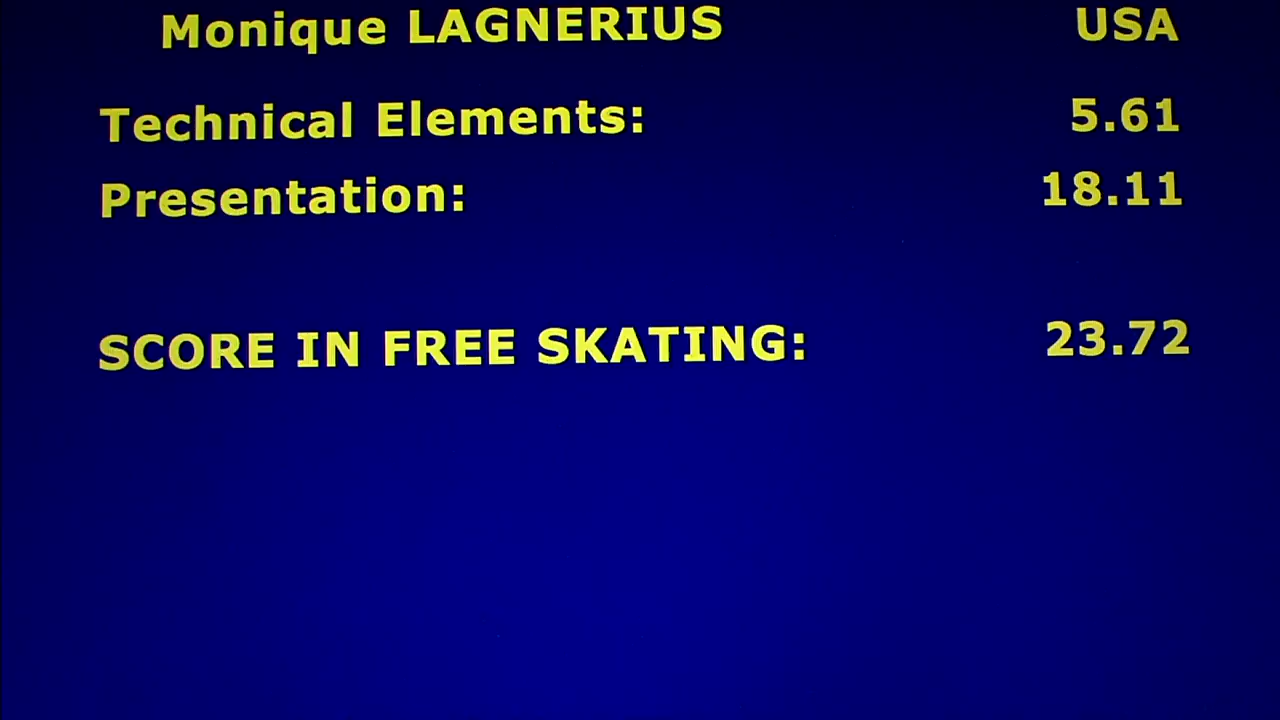 Monique LAGNERIUS USA
Technical Elements: 5.61
Presentation: 18.11
SCORE IN FREE SKATING: 23.72